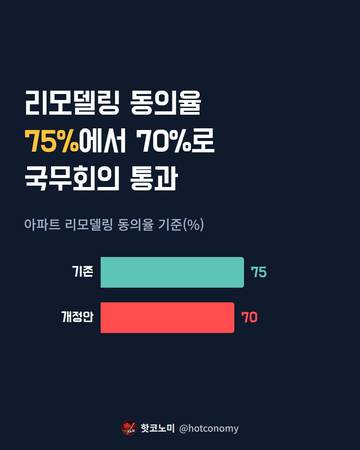 리모델링 동의율
75%에서 70%로
국무회의 통과
아파트 리모델링 동의율 기준(%)
기존 75
개정안 70
핫코노미 @hotconomy